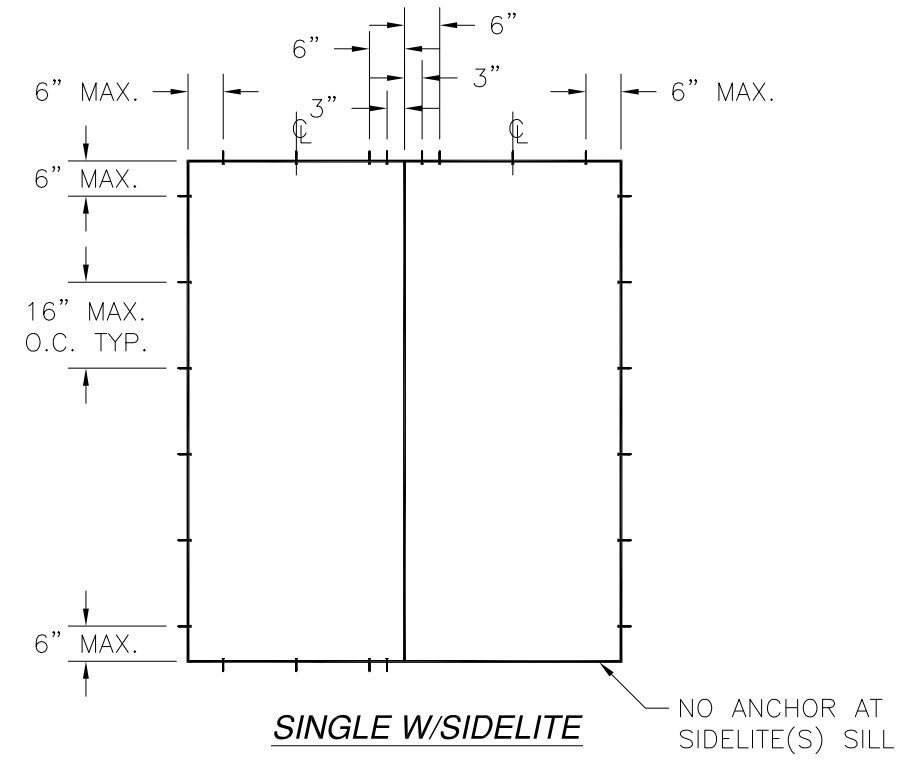 6”
6”
6” MAX.
3”
6” MAX.
3”
℄
℄
6” MAX.
16” MAX.
O.C. TYP.
6” MAX.
NO ANCHOR AT
SIDELITE(S) SILL
SINGLE W/SIDELITE